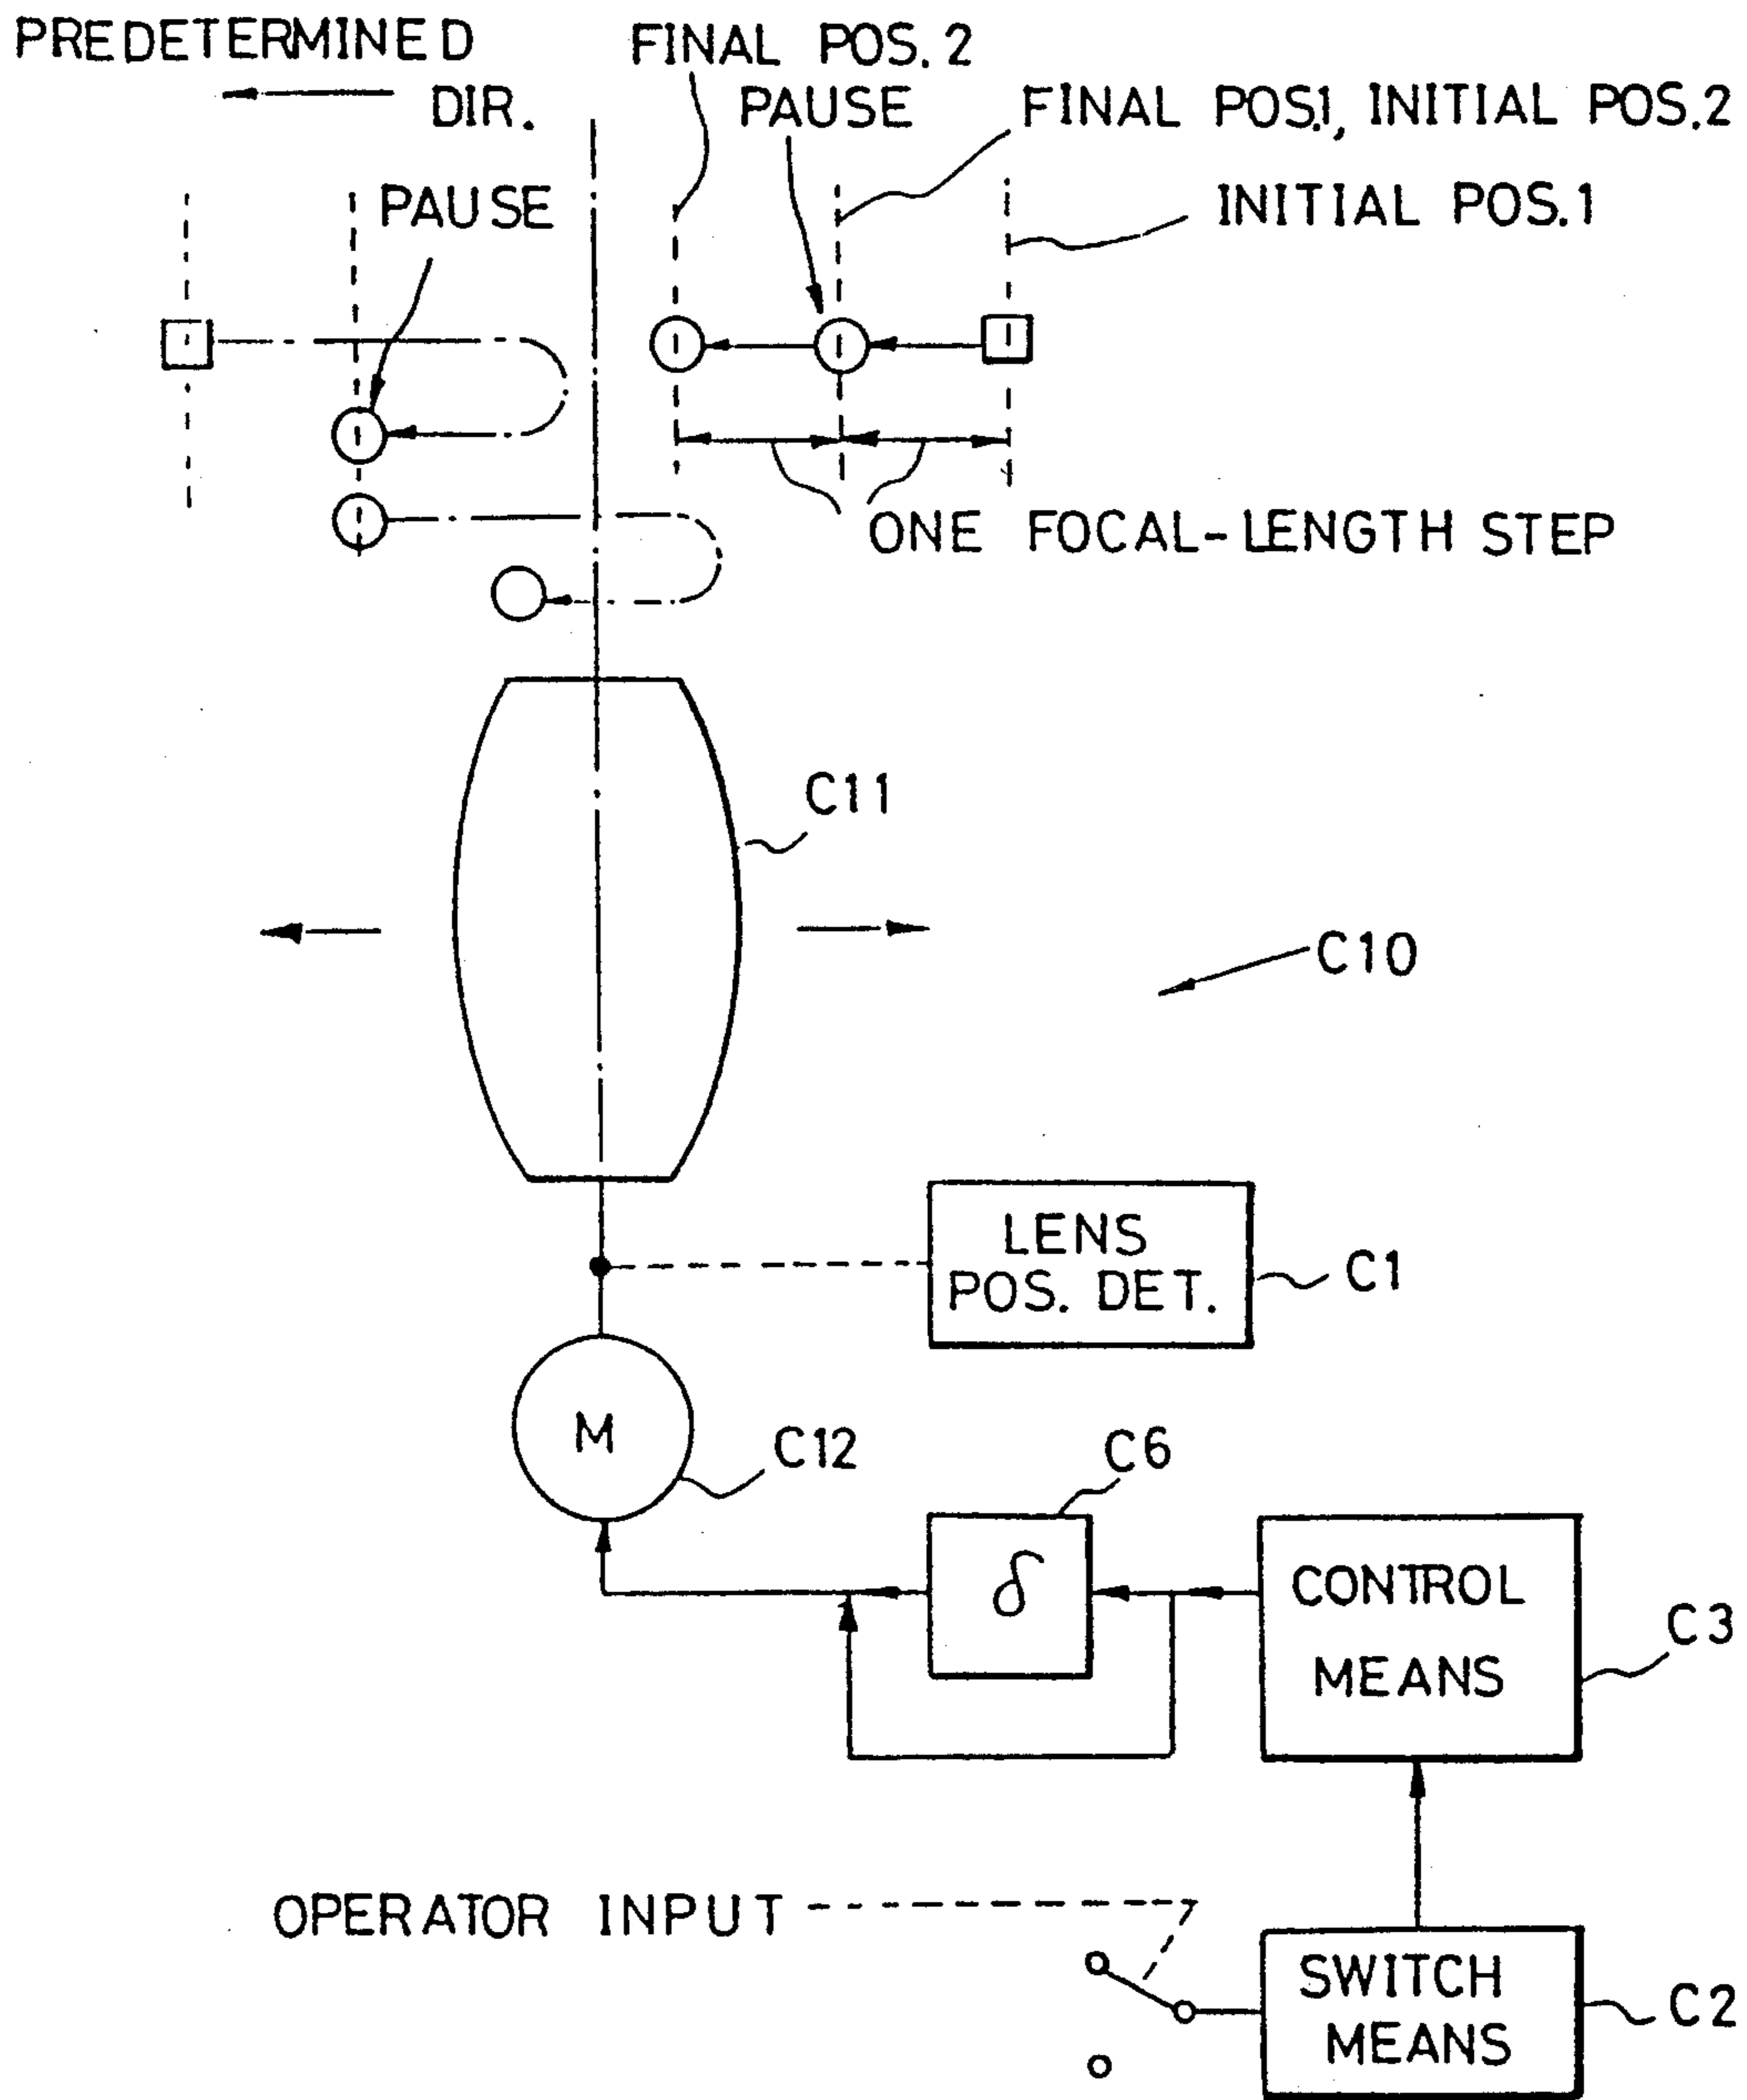 PREDETERMINED
DIR.
FINAL POS. 2
PAUSE
FINAL POS.1, INITIAL POS.2
PAUSE
INITIAL POS.1
ONE FOCAL-LENGTH STEP
C11
C10
LENS
POS. DET.
C1
M
C12
C6
δ
CONTROL
MEANS
C3
OPERATOR INPUT
SWITCH
MEANS
C2